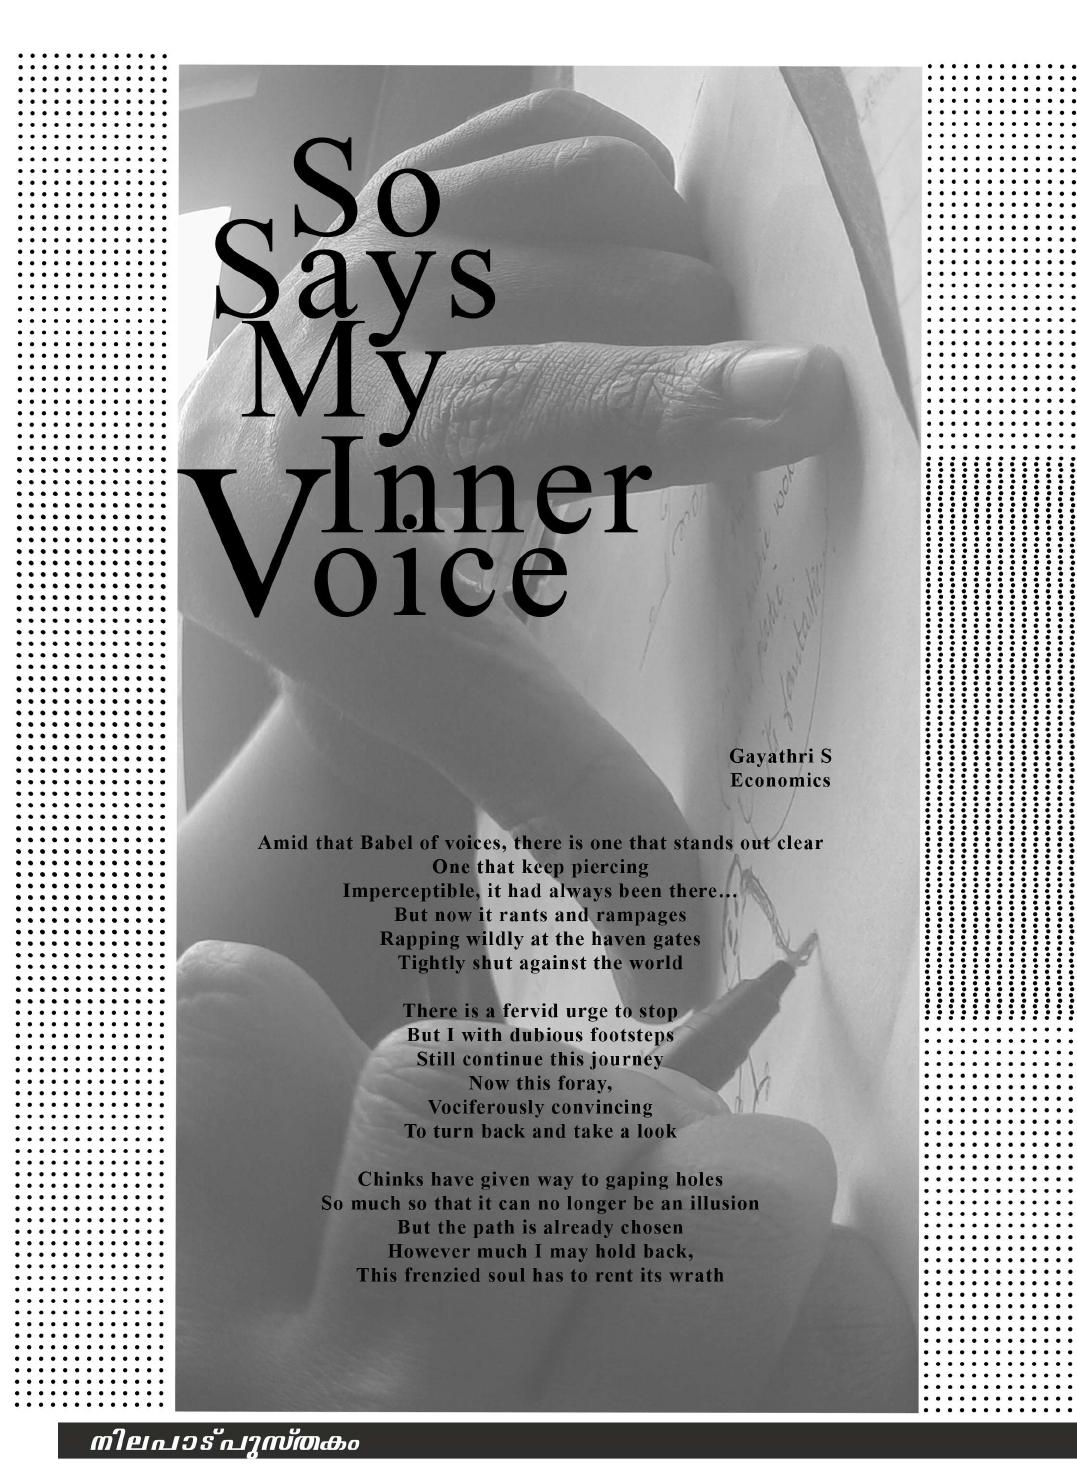 So
Says
My
Inner
Voice
Gayathri S
Economics
Amid that Babel of voices, there is one that stands out clear
One that keep piercing
Imperceptible, it had always been there…
But now it rants and rampages
Rapping wildly at the haven gates
Tightly shut against the world
There is a fervid urge to stop
But I with dubious footsteps
Still continue this journey
Now this foray,
Vociferously convincing
To turn back and take a look
Chinks have given way to gaping holes
So much so that it can no longer be an illusion
But the path is already chosen
However much I may hold back,
This frenzied soul has to rent its wrath
നിലപാട്പുസ്തകം